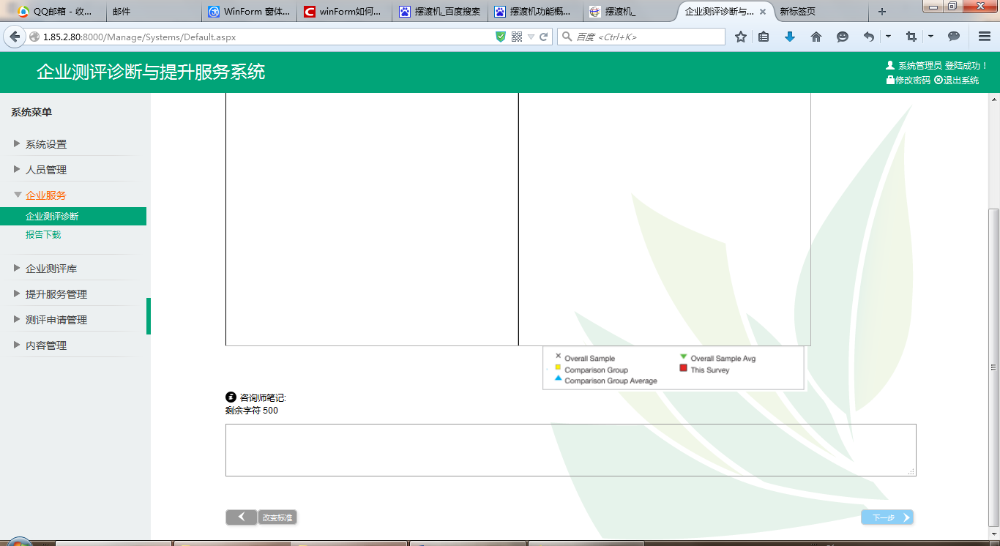 QQ邮箱 - 收...
邮件
WinForm 窗体...
winForm如何...
摆渡机_百度搜索
摆渡机功能概...
摆渡机_
企业测评诊断与...
新标签页
1.85.2.80:8000/Manage/Systems/Default.aspx
百度 <Ctrl+K>
企业测评诊断与提升服务系统
系统管理员 登陆成功！
修改密码 退出系统
系统菜单
系统设置
人员管理
企业服务
企业测评诊断
报告下载
企业测评库
提升服务管理
测评申请管理
内容管理
Overall Sample
Overall Sample Avg
Comparison Group
This Survey
Comparison Group Average
咨询师笔记:
剩余字符 500
改变标准
下一步